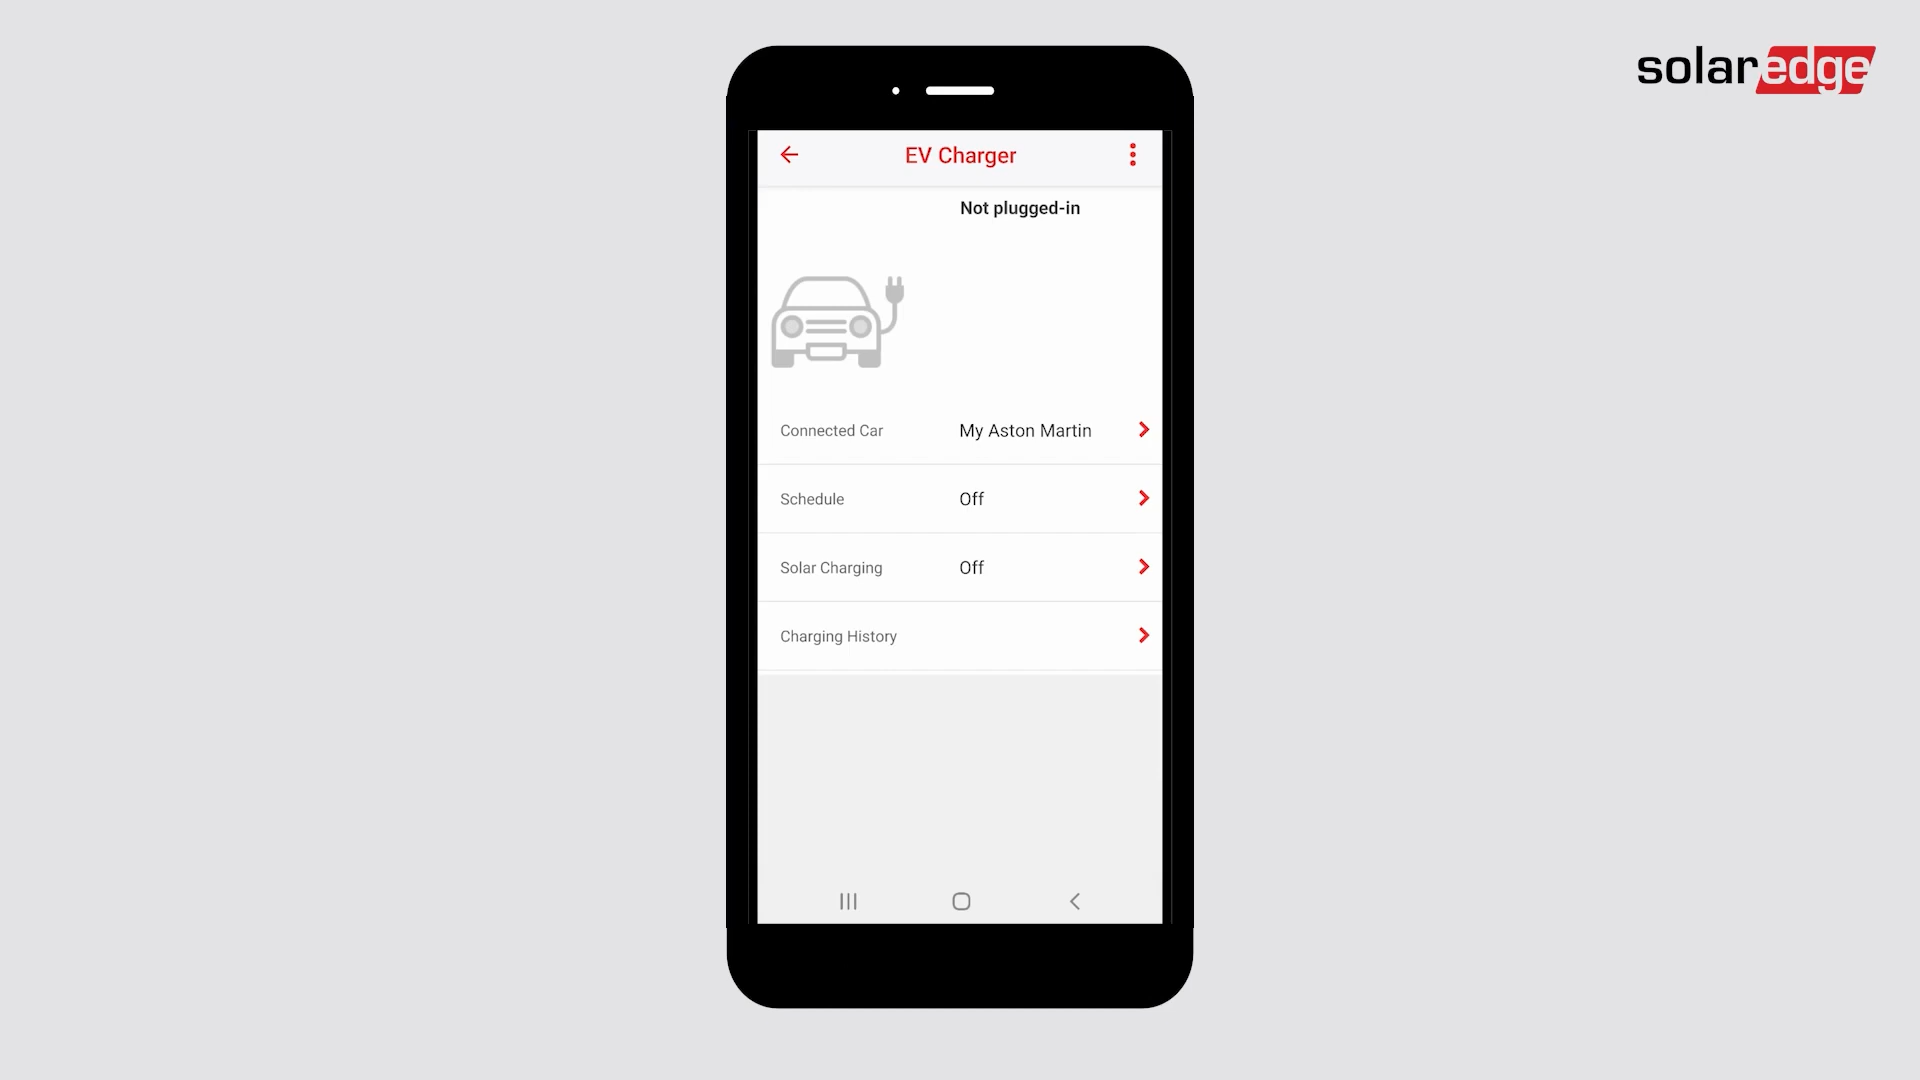 solaredge
EV Charger
Not plugged-in
Connected Car My Aston Martin
Schedule Off
Solar Charging Off
Charging History